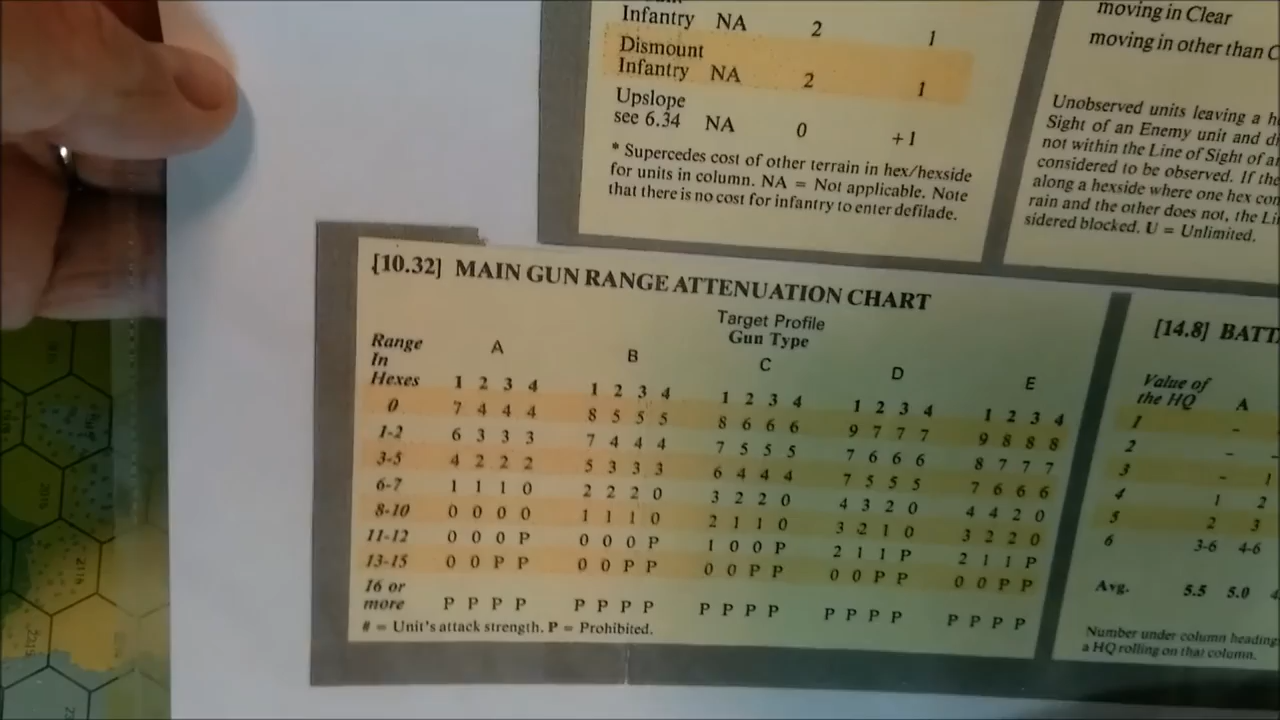 Infantry NA 2 1
Dismount
Infantry NA 2 1
Upslope
see 6.34 NA 0 +1
* Supercedes cost of other terrain in hex/hexside
for units in column. NA = Not applicable. Note
that there is no cost for infantry to enter defilade.
moving in Clear
moving in other than C
Unobserved units leaving a h
Sight of an Enemy unit and d
not within the Line of Sight of a
considered to be observed. If the
along a hexside where one hex con
rain and the other does not, the Li
sidered blocked. U = Unlimited.
[10.32] MAIN GUN RANGE ATTENUATION CHART
Target Profile
Gun Type
Range
In
Hexes
A B C D E
1 2 3 4 1 2 3 4 1 2 3 4 1 2 3 4 1 2 3 4
0 7 4 4 4 8 5 5 5 8 6 6 6 9 7 7 7 9 8 8 8
1-2 6 3 3 3 7 4 4 4 7 5 5 5 7 6 6 6 8 7 7 7
3-5 4 2 2 2 5 3 3 3 6 4 4 4 7 5 5 5 7 6 6 6
6-7 1 1 1 0 2 2 2 0 3 2 2 0 4 3 2 0 4 4 2 0
8-10 0 0 0 0 1 1 1 0 2 1 1 0 3 2 1 0 3 2 2 0
11-12 0 0 0 P 0 0 0 P 1 0 0 P 2 1 1 P 2 1 1 P
13-15 0 0 P P 0 0 P P 0 0 P P 0 0 P P 0 0 P P
16 or
more P P P P P P P P P P P P P P P P P P P P
# = Unit's attack strength. P = Prohibited.
[14.8] BATT
Value of
the HQ A
1 -
2 - -
3 - 1
4 1 2
5 2 3
6 3-6 4-6
Avg. 5.5 5.0 4
Number under column heading
a HQ rolling on that column.
2116